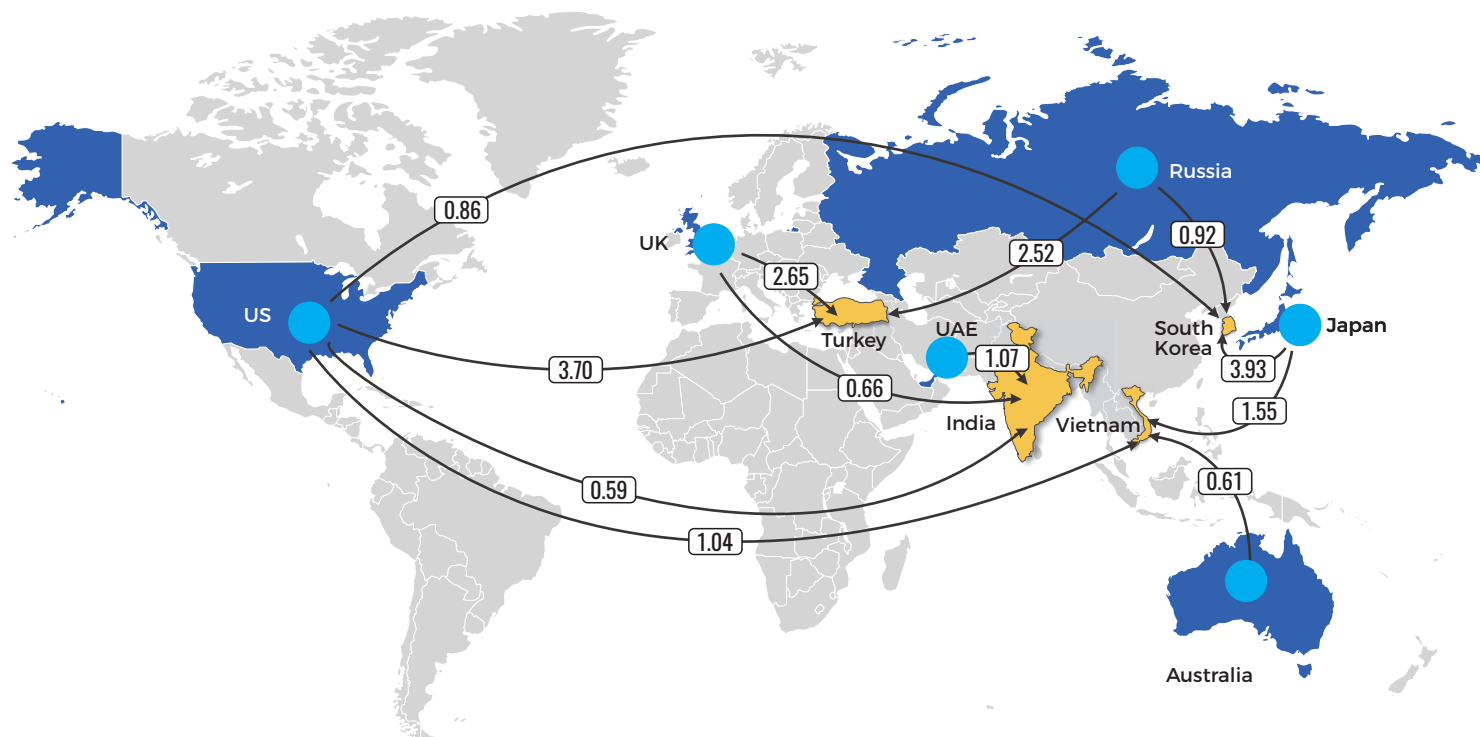 Russia
0.86
0.92
UK
2.52
2.65
US
UAE
South
Korea
Japan
Turkey
1.07
3.70
3.93
0.66
1.55
India
Vietnam
0.59
0.61
1.04
Australia